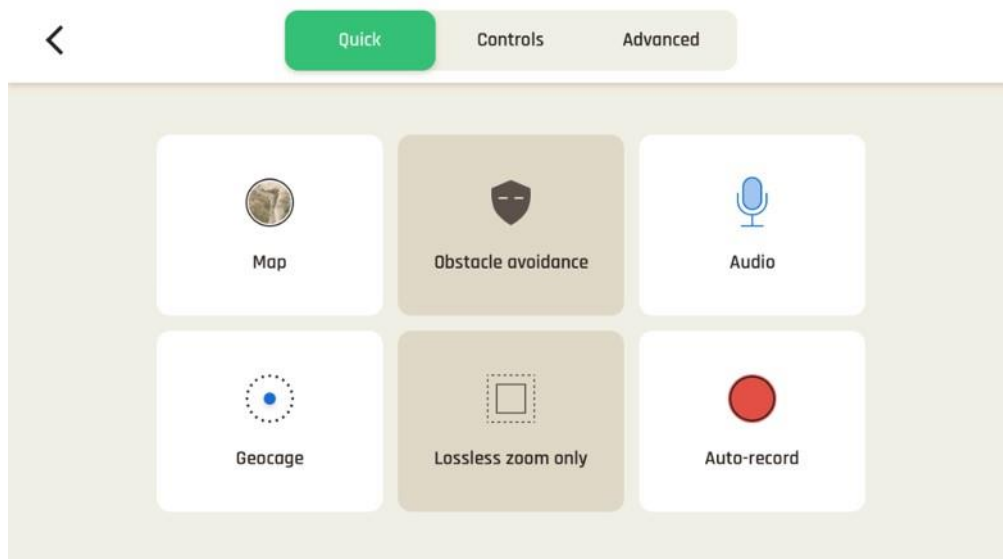 Quick
Controls
Advanced
Map
Obstacle avoidance
Audio
Geocage
Lossless zoom only
Auto-record